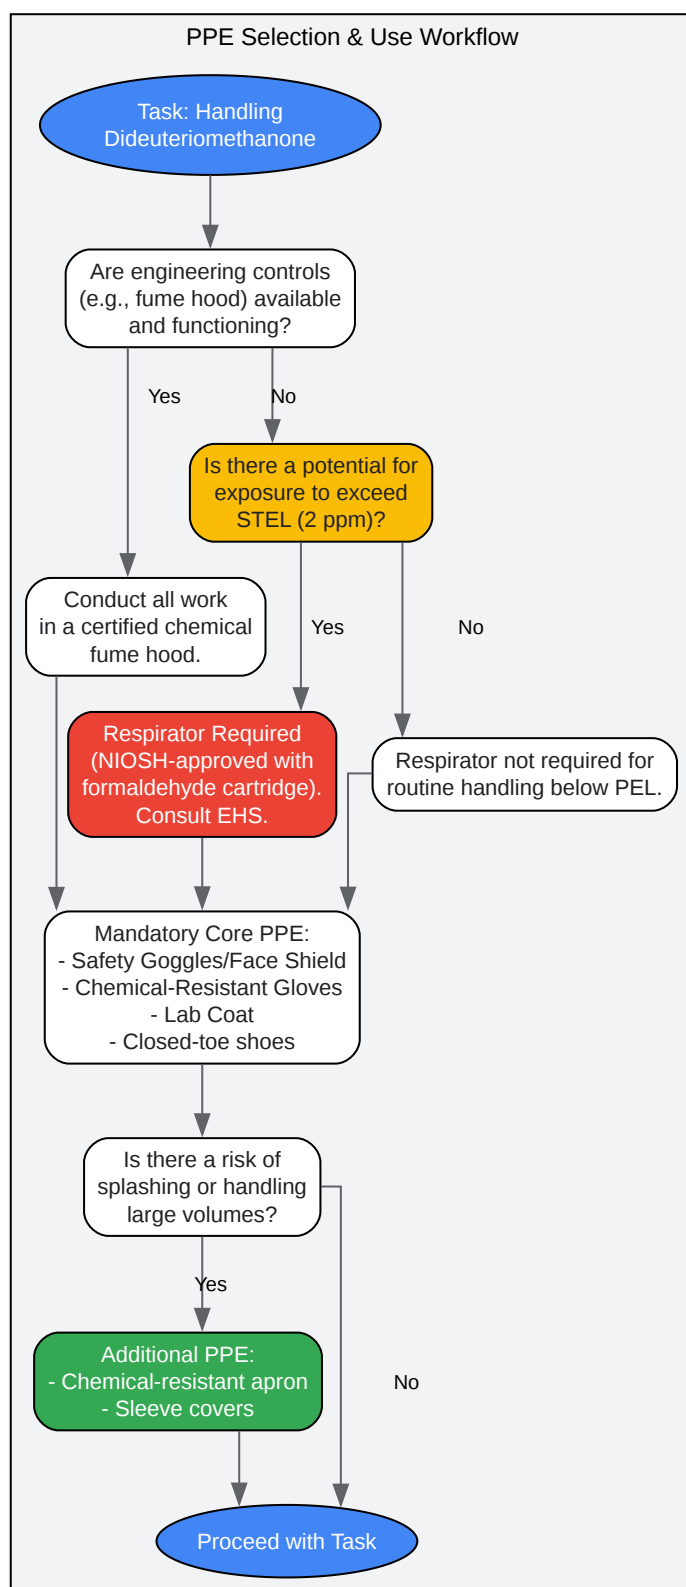 PPE Selection & Use Workflow
Task: Handling
Dideuteriomethanone
Are engineering controls
(e.g., fume hood) available
and functioning?
Yes
No
Is there a potential for
exposure to exceed
STEL (2 ppm)?
Conduct all work
in a certified chemical
fume hood.
Yes
No
Respirator Required
(NIOSH-approved with
formaldehyde cartridge).
Consult EHS.
Respirator not required for
routine handling below PEL.
Mandatory Core PPE:
- Safety Goggles/Face Shield
- Chemical-Resistant Gloves
- Lab Coat
- Closed-toe shoes
Is there a risk of
splashing or handling
large volumes?
Yes
Additional PPE:
- Chemical-resistant apron
- Sleeve covers
No
Proceed with Task